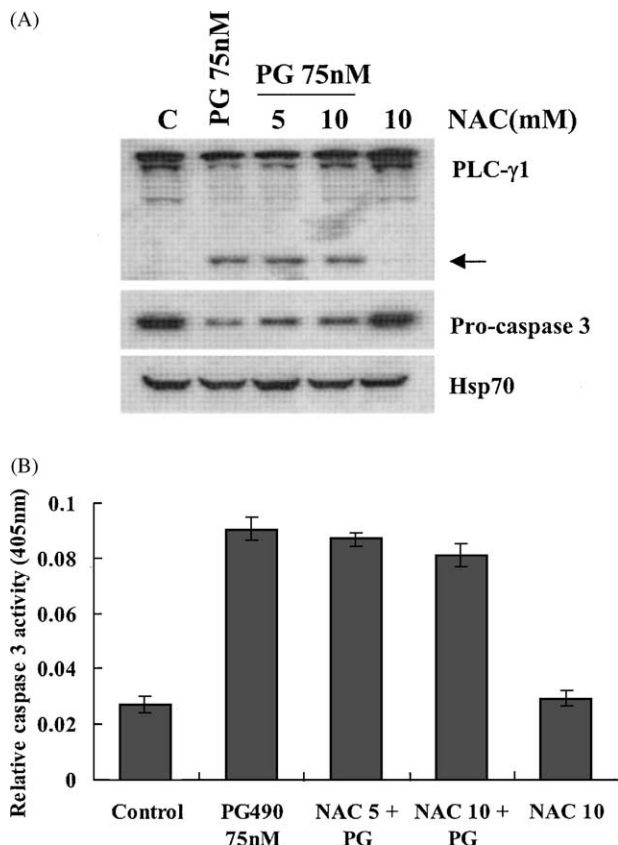 (A)
PG 75nM
PG 75nM
C 5 10 10 NAC(mM)
PLC-γ1
Pro-caspase 3
Hsp70
(B)
Relative caspase 3 activity (405nm)
0.1
0.08
0.06
0.04
0.02
0
Control PG490 NAC 5 + NAC 10 + NAC 10
75nM PG PG